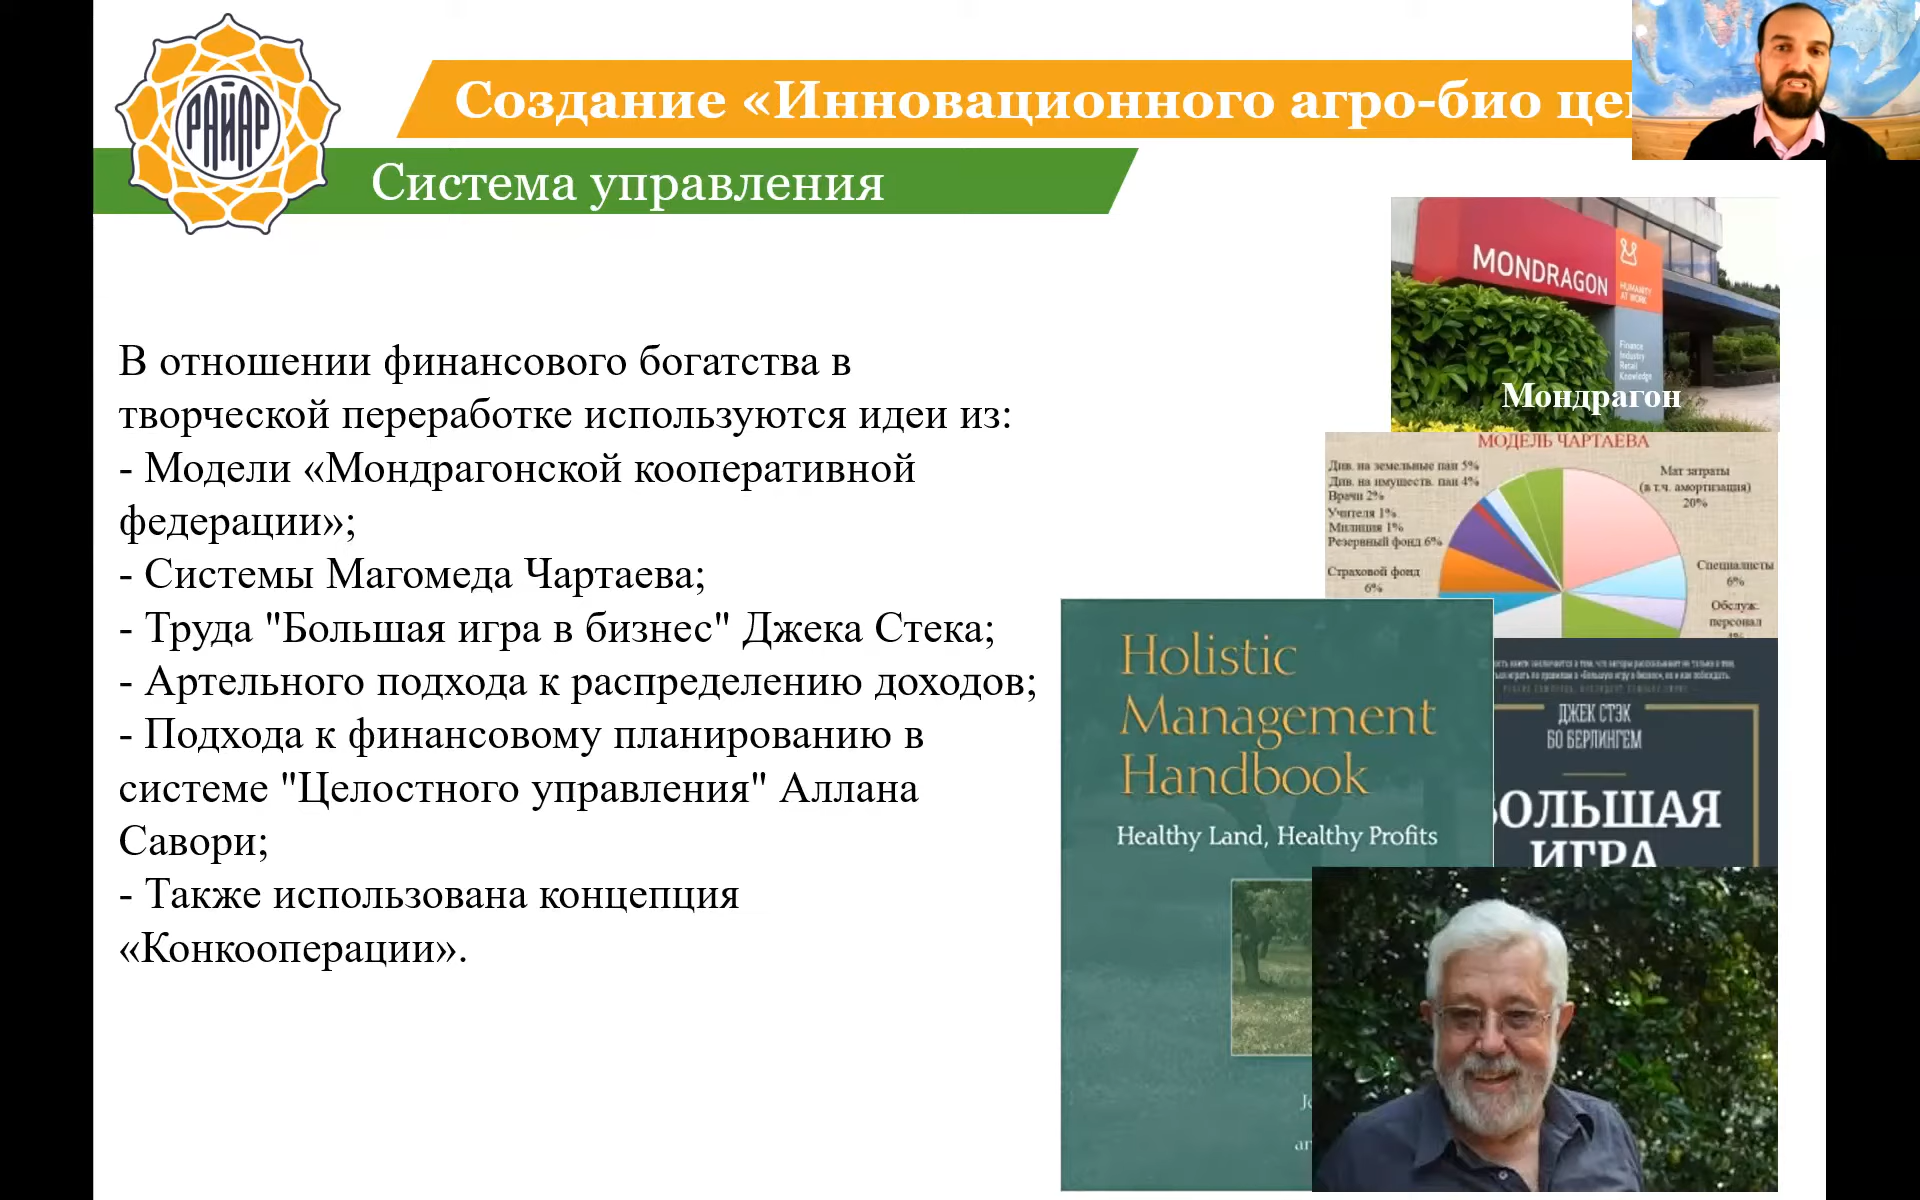 РАЙАР
Создание «Инновационного агро-био
Система управления
В отношении финансового богатства в
творческой переработке используются идеи из:
- Модели «Мондрагонской кооперативной
федерации»;
- Системы Магомеда Чартаева;
- Труда "Большая игра в бизнес" Джека Стека;
- Артельного подхода к распределению доходов;
- Подхода к финансовому планированию в
системе "Целостного управления" Аллана
Савори;
- Также использована концепция
«Конкооперации».
MONDRAGON
HUMANITY
AT WORK
Finance
Industry
Retail
Knowledge
Мондрагон
МОДЕЛЬ ЧАРТАЕВА
Див. на земельные паи 5%
Див. на имуществ. паи 4%
Врачи 2%
Учителя 1%
Милиция 1%
Резервный фонд 6%
Страховой фонд
6%
Мат затраты
(в т.ч. амортизация)
20%
Специалисты
6%
Обслуж.
персонал
Holistic
Management
Handbook
Healthy Land, Healthy Profits
ДЖЕК СТЭК
БО БЕРЛИНГЕМ
БОЛЬШАЯ
ИГРА